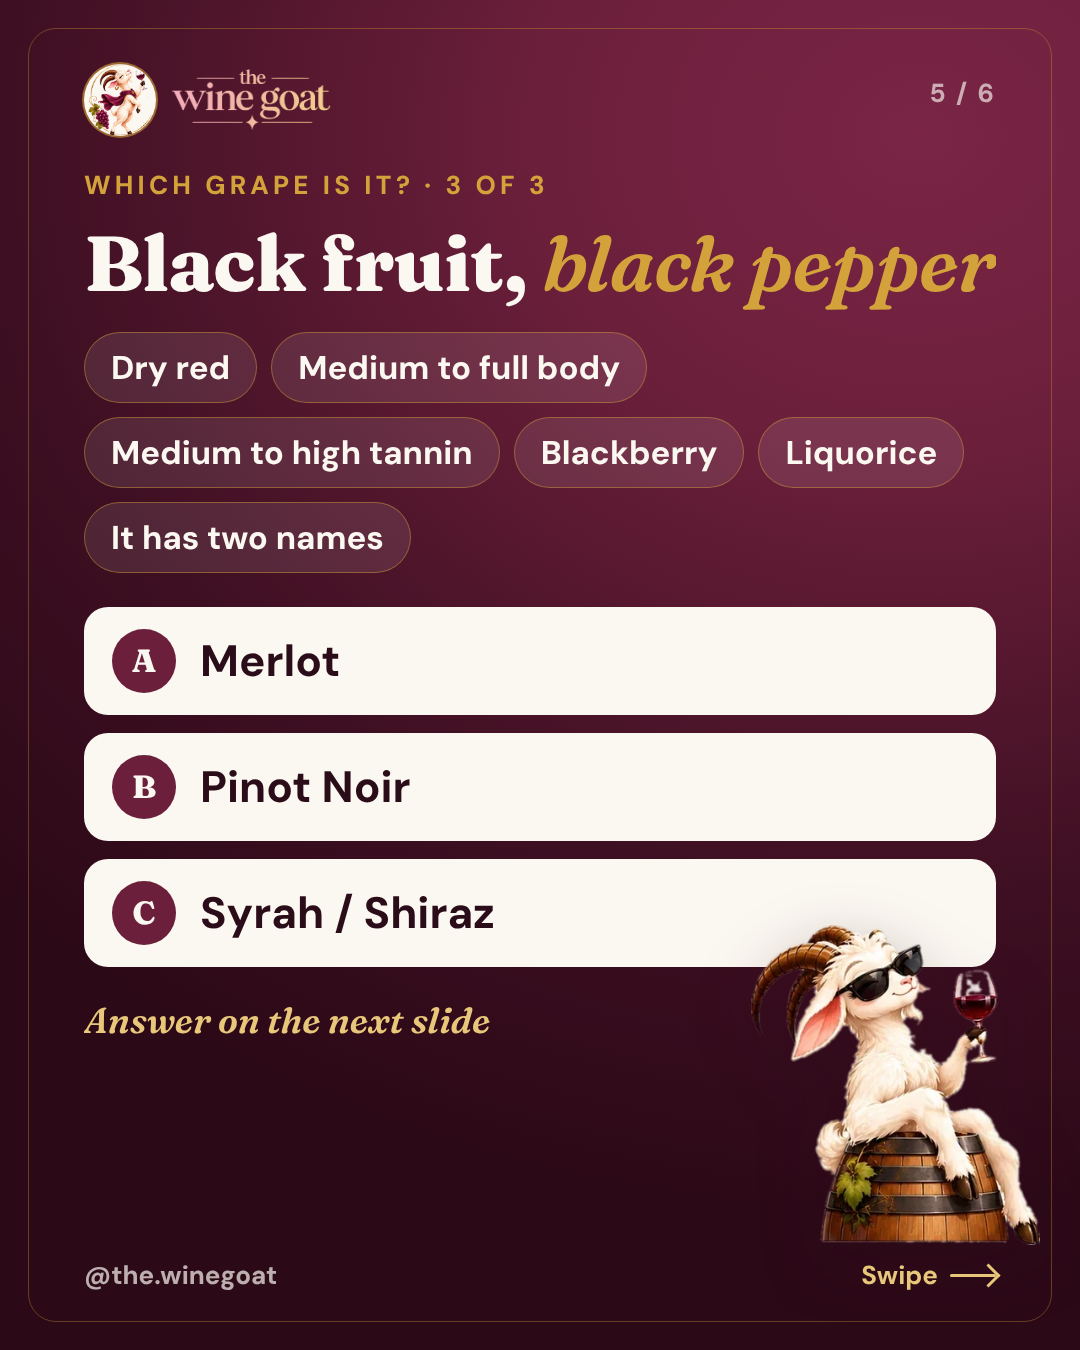 the
wine goat
5 / 6
WHICH GRAPE IS IT? · 3 OF 3
Black fruit, black pepper
Dry red
Medium to full body
Medium to high tannin
Blackberry
Liquorice
It has two names
A Merlot
B Pinot Noir
C Syrah / Shiraz
Answer on the next slide
@the.winegoat
Swipe